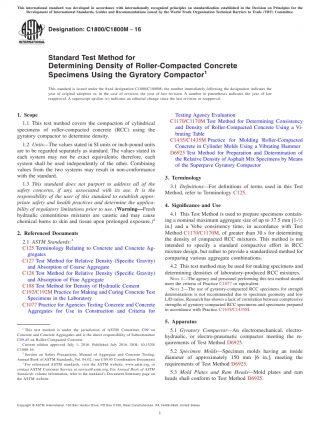 This international standard was developed in accordance with internationally recognized principles on standardization established in the Decision on Principles for the
Development of International Standards, Guides and Recommendations issued by the World Trade Organization Technical Barriers to Trade (TBT) Committee.
Designation: C1800/C1800M − 16
Standard Test Method for
Determining Density of Roller-Compacted Concrete
Specimens Using the Gyratory Compactor1
This standard is issued under the fixed designation C1800/C1800M; the number immediately following the designation indicates the
year of original adoption or, in the case of revision, the year of last revision. A number in parentheses indicates the year of last
reapproval. A superscript epsilon (ε) indicates an editorial change since the last revision or reapproval.
1. Scope
1.1 This test method covers the compaction of cylindrical
specimens of roller-compacted concrete (RCC) using the
gyratory compactor to determine density.
1.2 Units—The values stated in SI units or inch-pound units
are to be regarded separately as standard. The values stated in
each system may not be exact equivalents; therefore, each
system shall be used independently of the other. Combining
values from the two systems may result in non-conformance
with the standard.
1.3 This standard does not purport to address all of the
safety concerns, if any, associated with its use. It is the
responsibility of the user of this standard to establish appro-
priate safety and health practices and determine the applica-
bility of regulatory limitations prior to use. (Warning—Fresh
hydraulic cementitious mixtures are caustic and may cause
chemical burns to skin and tissue upon prolonged exposure.)2
2. Referenced Documents
2.1 ASTM Standards:3
C125 Terminology Relating to Concrete and Concrete Ag-
gregates
C127 Test Method for Relative Density (Specific Gravity)
and Absorption of Coarse Aggregate
C128 Test Method for Relative Density (Specific Gravity)
and Absorption of Fine Aggregate
C188 Test Method for Density of Hydraulic Cement
C192/C192M Practice for Making and Curing Concrete Test
Specimens in the Laboratory
C1077 Practice for Agencies Testing Concrete and Concrete
Aggregates for Use in Construction and Criteria for
1 This test method is under the jurisdiction of ASTM Committee C09 on
Concrete and Concrete Aggregates and is the direct responsibility of Subcommittee
C09.45 on Roller-Compacted Concrete.
Current edition approved July 1, 2016. Published July 2016. DOI: 10.1520/
C1800-16.
2 Section on Safety Precautions, Manual of Aggregate and Concrete Testing,
Annual Book of ASTM Standards, Vol. 04.02, (see C09.93 Coordination Document)
3 For referenced ASTM standards, visit the ASTM website, www.astm.org, or
contact ASTM Customer Service at service@astm.org. For Annual Book of ASTM
Standards volume information, refer to the standard's Document Summary page on
the ASTM website.
Testing Agency Evaluation
C1170/C1170M Test Method for Determining Consistency
and Density of Roller-Compacted Concrete Using a Vi-
brating Table
C1435/C1435M Practice for Molding Roller-Compacted
Concrete in Cylinder Molds Using a Vibrating Hammer
D6925 Test Method for Preparation and Determination of
the Relative Density of Asphalt Mix Specimens by Means
of the Superpave Gyratory Compactor
3. Terminology
3.1 Definitions—For definitions of terms used in this Test
Method, refer to Terminology C125.
4. Significance and Use
4.1 This Test Method is used to prepare specimens contain-
ing a nominal maximum aggregate size of up to 37.5 mm [1-½
in.] and a Vebe consistency time, in accordance with Test
Method C1170/C1170M, of greater than 30 s for determining
the density of compacted RCC mixtures. This method is not
intended to specify a standard compactive effort in RCC
mixture design, but rather to provide a standardized method for
comparing various aggregate combinations.
4.2 This test method may be used for making specimens and
determining densities of laboratory-produced RCC mixtures.
NOTE 1—The agency and personnel performing this test method should
meet the criteria of Practice C1077 or equivalent.
NOTE 2—The use of gyratory-compacted RCC specimens for strength
determination is not recommended due to specimen geometry and few
L/D ratios. Research has shown a lack of correlation between compressive
strengths of gyratory-compacted RCC specimens and specimens prepared
in accordance with Practice C1435/C1435M.
5. Apparatus
5.1 Gyratory Compactor—An electromechanical, electro-
hydraulic, or electro-pneumatic compactor meeting the re-
quirements of Test Method D6925.
5.2 Specimen Molds—Specimen molds having an inside
diameter of approximately 150 mm [6 in.], meeting the
requirements of Test Method D6925.
5.3 Mold Plates and Ram Heads—Mold plates and ram
heads shall conform to Test Method D6925.
Copyright © ASTM International, 100 Barr Harbor Drive, PO Box C700, West Conshohocken, PA 19428-2959. United States
1